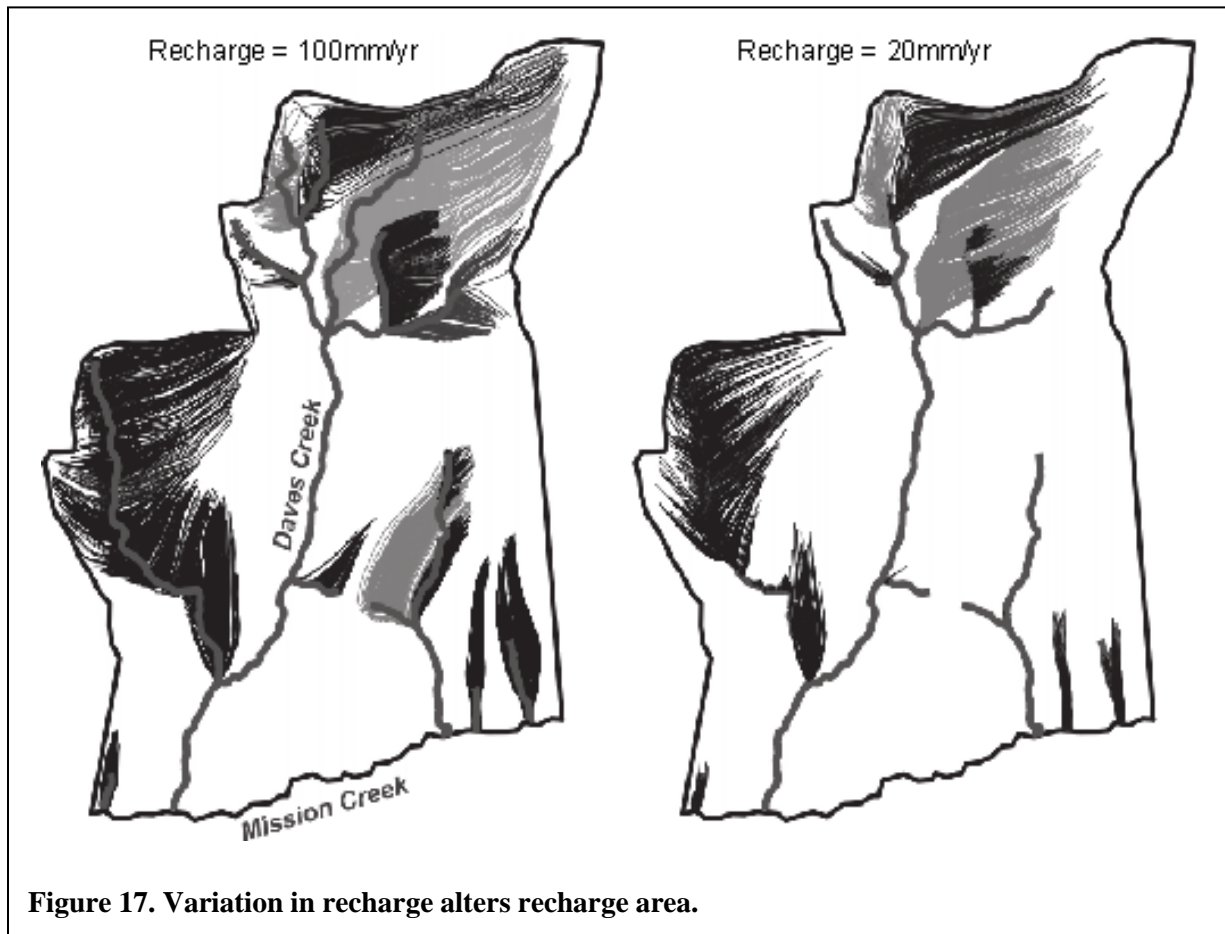 Recharge = 100mm/yr
Recharge = 20mm/yr
Daves Creek
Mission Creek
Figure 17. Variation in recharge alters recharge area.